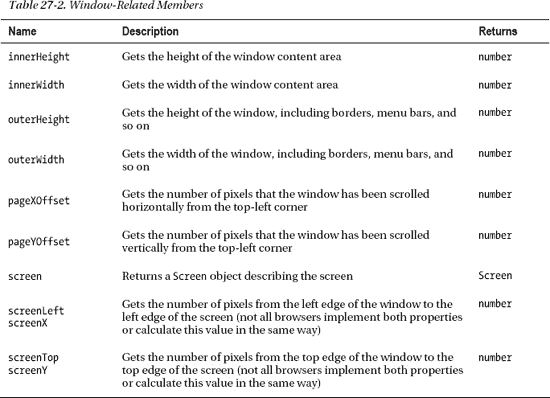 Table 27-2. Window-Related Members
Name Description Returns
innerHeight Gets the height of the window content area number
innerWidth Gets the width of the window content area number
outerHeight Gets the height of the window, including borders, menu bars, and number
so on
outerWidth Gets the width of the window, including borders, menu bars, and number
so on
pageXOffset Gets the number of pixels that the window has been scrolled number
horizontally from the top-left corner
pageYOffset Gets the number of pixels that the window has been scrolled number
vertically from the top-left corner
screen Returns a Screen object describing the screen Screen
screenLeft Gets the number of pixels from the left edge of the window to the number
screenX left edge of the screen (not all browsers implement both properties
or calculate this value in the same way)
screenTop Gets the number of pixels from the top edge of the window to the number
screenY top edge of the screen (not all browsers implement both properties
or calculate this value in the same way)